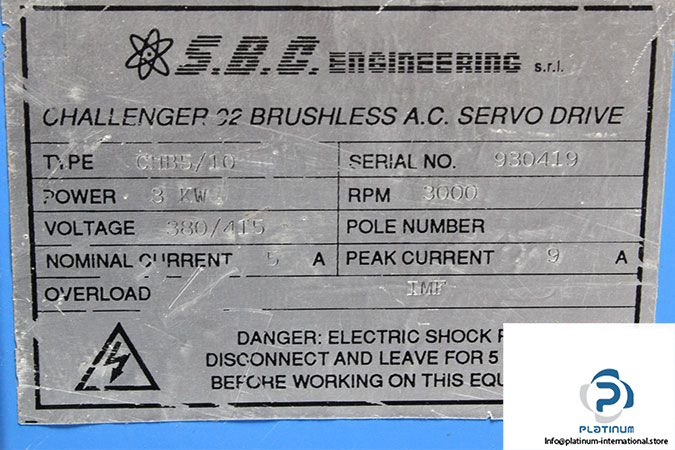 S.B.C. ENGINEERING s.r.l.
CHALLENGER 92 BRUSHLESS A.C. SERVO DRIVE
TYPE CHB5/10 SERIAL NO. 930419
POWER 3 KW RPM 3000
VOLTAGE 380/415 POLE NUMBER
NOMINAL CURRENT 5 A PEAK CURRENT 9 A
OVERLOAD IMF
DANGER: ELECTRIC SHOCK
DISCONNECT AND LEAVE FOR 5
BEFORE WORKING ON THIS
PLATINUM
Info@platinum-international.store